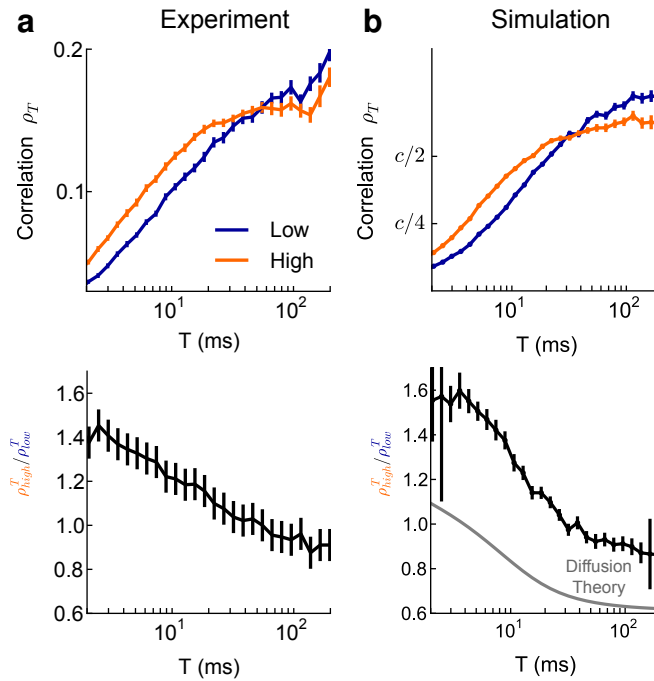 a Experiment
b Simulation
0.2
0.1
Correlation ρ_T
Low
High
10^1
10^2
T (ms)
Correlation ρ_T
c/2
c/4
10^1
10^2
T (ms)
1.6
1.4
1.2
1.0
0.8
0.6
ρ^T_high/ρ^T_low
10^1
10^2
T (ms)
1.6
1.4
1.2
1.0
0.8
0.6
ρ^T_high/ρ^T_low
Diffusion
Theory
10^1
10^2
T (ms)